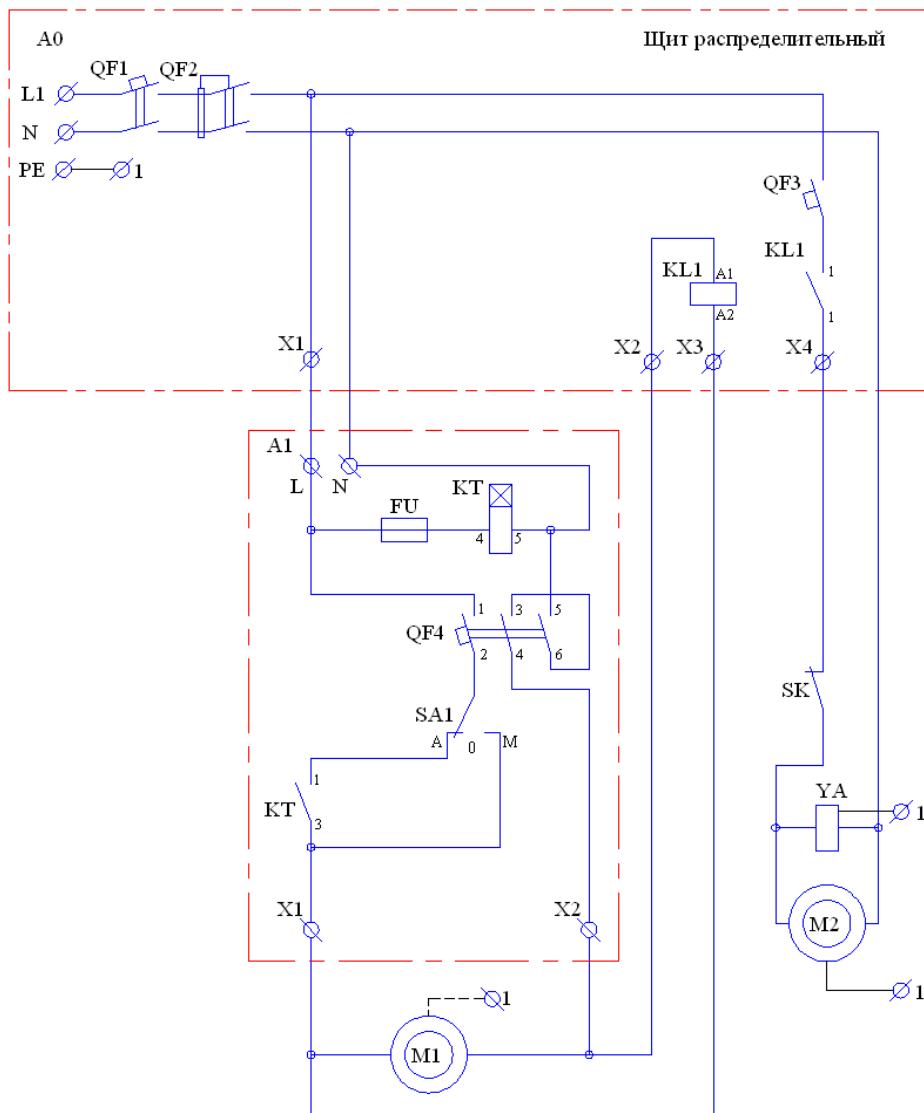 A0
Щит распределительный
QF1 QF2
L1
N
PE 1
QF3
KL1
KL1 A1 1
A2 1
X1 X2 X3 X4
A1
L N KT
FU
4 5
1 3 5
QF4
2 4 6
SK
SA1
A 0 M
1
KT
3
YA
1
X1 X2
M2
1
1
M1